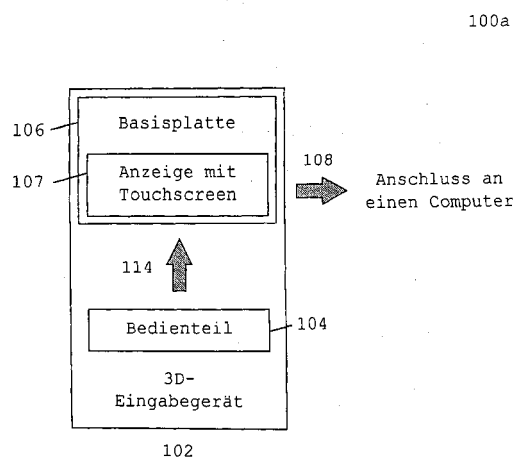 100a
106
Basisplatte
107
Anzeige mit
Touchscreen
108
Anschluss an
einen Computer
114
Bedienteil
104
3D-
Eingabegerät
102